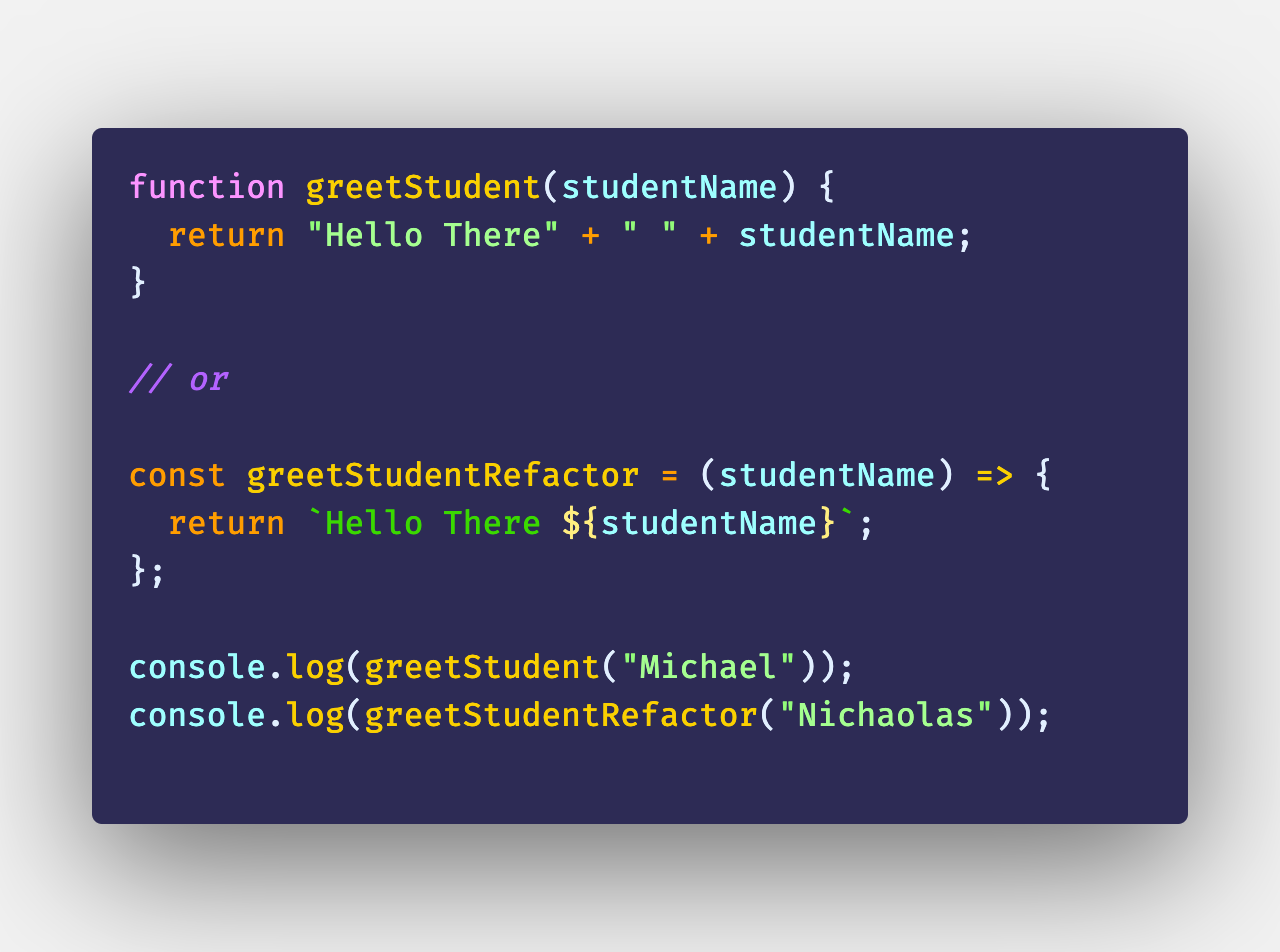 function greetStudent(studentName) {
  return "Hello There" + " " + studentName;
}
// or
const greetStudentRefactor = (studentName) => {
  return `Hello There ${studentName}`;
};
console.log(greetStudent("Michael"));
console.log(greetStudentRefactor("Nichaolas"));